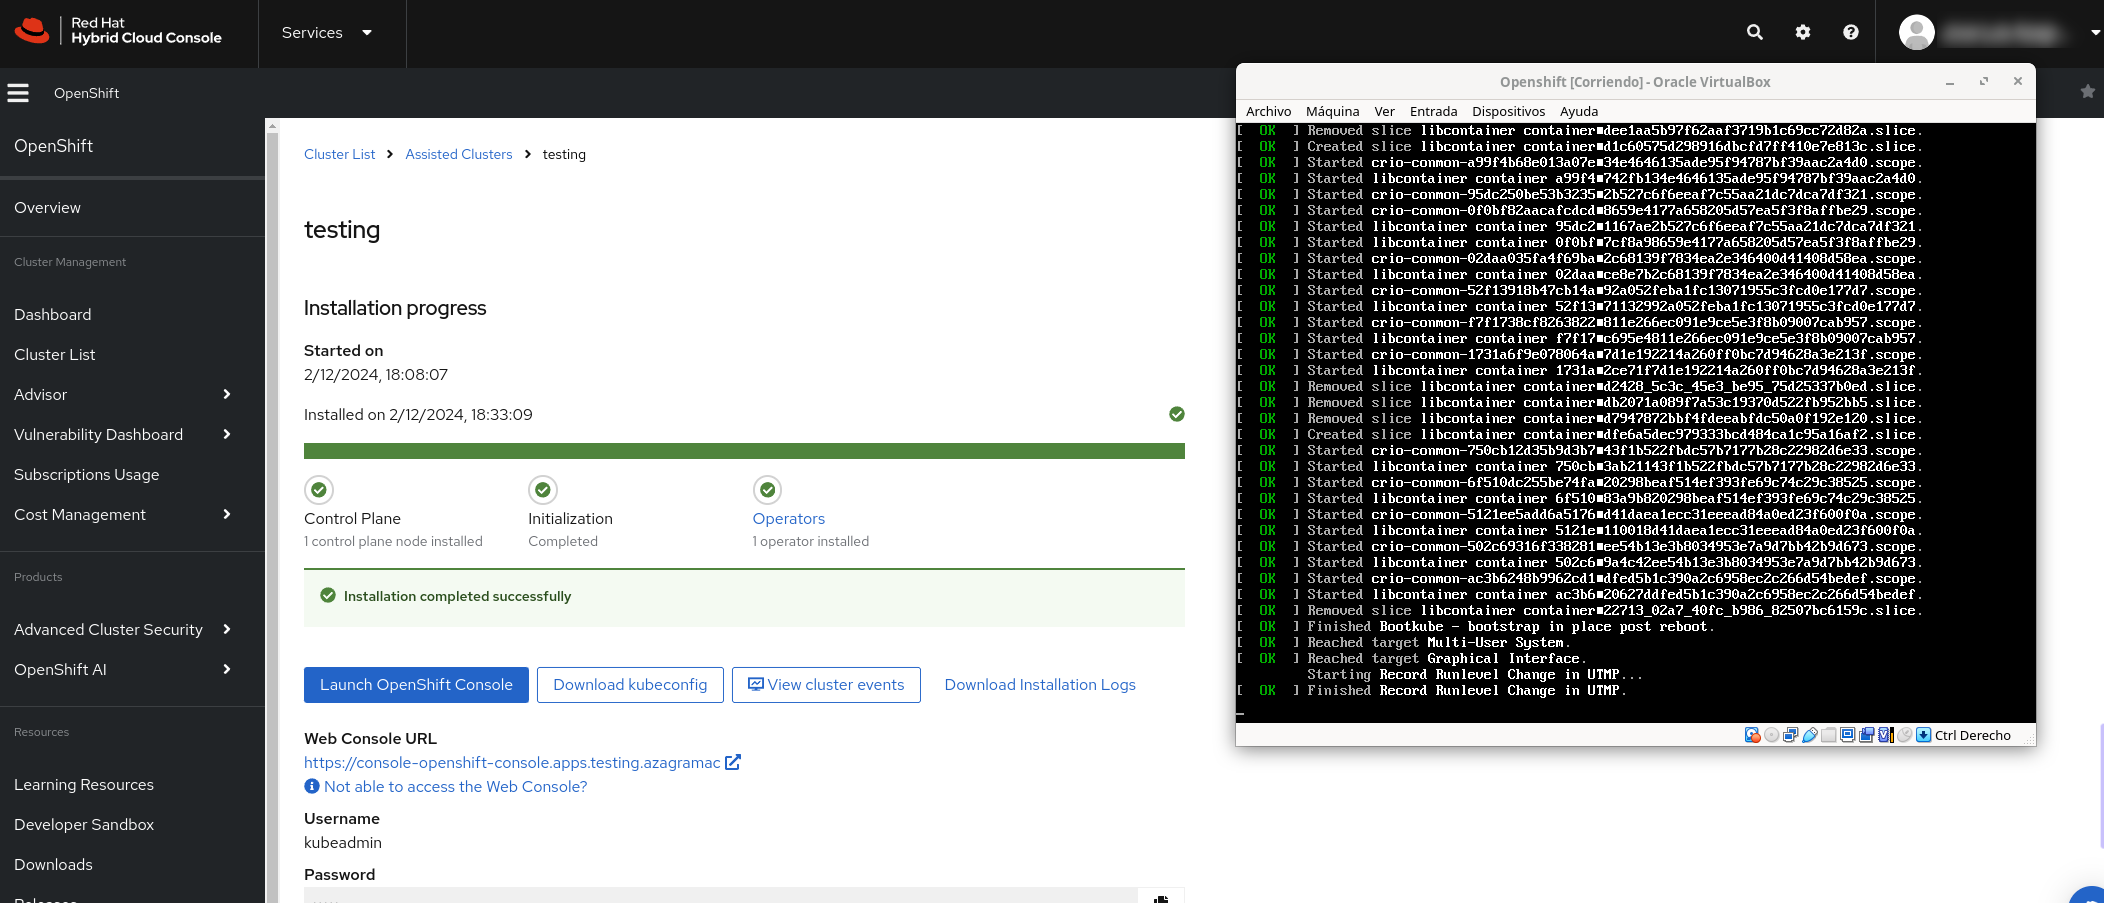 Red Hat
Hybrid Cloud Console
Services
OpenShift
OpenShift
Overview
Cluster Management
Dashboard
Cluster List
Advisor
Vulnerability Dashboard
Subscriptions Usage
Cost Management
Products
Advanced Cluster Security
OpenShift AI
Resources
Learning Resources
Developer Sandbox
Downloads
Releases
Cluster List > Assisted Clusters > testing
testing
Installation progress
Started on
2/12/2024, 18:08:07
Installed on 2/12/2024, 18:33:09
Control Plane
1 control plane node installed
Initialization
Completed
Operators
1 operator installed
Installation completed successfully
Launch OpenShift Console
Download kubeconfig
View cluster events
Download Installation Logs
Web Console URL
https://console-openshift-console.apps.testing.azagramac
Not able to access the Web Console?
Username
kubeadmin
Password
Openshift [Corriendo] - Oracle VirtualBox
Archivo Máquina Ver Entrada Dispositivos Ayuda
[ OK ] Removed slice libcontainer container■dee1aa5b97f62aaf3719b1c69cc72d82a.slice.
[ OK ] Created slice libcontainer container■d1c60575d298916dbcfd7ff410e7e813c.slice.
[ OK ] Started crio-conmon-a99f4b68e013a07e■34e4646135ade95f94787bf39aac2a4d0.scope.
[ OK ] Started libcontainer container a99f4■742fb134e4646135ade95f94787bf39aac2a4d0.
[ OK ] Started crio-conmon-95dc250be53b3235■2b527c6f6eeaf7c55aa21dc7dca7df321.scope.
[ OK ] Started libcontainer container 95dc2■1167ae2b527c6f6eeaf7c55aa21dc7dca7df321.
[ OK ] Started crio-conmon-0f0bf82aacafcdcd■8659e4177a658205d57ea5f3f8affbe29.scope.
[ OK ] Started libcontainer container 0f0bf■7cf8a98659e4177a658205d57ea5f3f8affbe29.
[ OK ] Started crio-conmon-02daa035fa4f69ba■2c68139f7834ea2e346400d41408d58ea.scope.
[ OK ] Started libcontainer container 02daa■ce8e7b2c68139f7834ea2e346400d41408d58ea.
[ OK ] Started crio-conmon-52f13918b47cb14a■92a052feba1fc13071955c3fcd0e177d7.scope.
[ OK ] Started libcontainer container 52f13■71132992a052feba1fc13071955c3fcd0e177d7.
[ OK ] Started crio-conmon-f7f1738cf8263822■811e266ec091e9ce5e3f8b09007cab957.scope.
[ OK ] Started libcontainer container f7f17■c695e4811e266ec091e9ce5e3f8b09007cab957.
[ OK ] Started crio-conmon-1731a6f9e078064a■7d1e192214a260ff0bc7d94628a3e213f.scope.
[ OK ] Started libcontainer container 1731a■2ce71f7d1e192214a260ff0bc7d94628a3e213f.
[ OK ] Removed slice libcontainer container■d2428_5c3c_45e3_be95_75d25337b0ed.slice.
[ OK ] Removed slice libcontainer container■db2071a089f7a53c19370d522fb952bb5.slice.
[ OK ] Removed slice libcontainer container■d7947872bbf4fdeeabfdc50a0f192e120.slice.
[ OK ] Created slice libcontainer container■dfe6a5dec979333bcd484ca1c95a16af2.slice.
[ OK ] Started crio-conmon-750cb12d35b9d3b7■43f1b522fbdc57b7177b28c22982d6e33.scope.
[ OK ] Started libcontainer container 750cb■3ab21143f1b522fbdc57b7177b28c22982d6e33.
[ OK ] Started crio-conmon-6f510dc255be74fa■20298beaf514ef393fe69c74c29c38525.scope.
[ OK ] Started libcontainer container 6f510■83a9b820298beaf514ef393fe69c74c29c38525.
[ OK ] Started crio-conmon-5121ee5add6a5176■d41daea1ecc31eeeead84a0ed23f600f0a.scope.
[ OK ] Started libcontainer container 5121e■110018d41daea1ecc31eeeead84a0ed23f600f0a.
[ OK ] Started crio-conmon-502c69316f338281■ee54b13e3b8034953e7a9d7bb42b9d673.scope.
[ OK ] Started libcontainer container 502c6■9a4c42ee54b13e3b8034953e7a9d7bb42b9d673.
[ OK ] Started crio-conmon-ac3b6248b9962cd1■dfed5b1c390a2c6958ec2c266d54bedef.scope.
[ OK ] Started libcontainer container ac3b6■20627ddfed5b1c390a2c6958ec2c266d54bedef.
[ OK ] Removed slice libcontainer container■22713_02a7_40fc_b986_82507bc6159c.slice.
[ OK ] Finished Bootkube - bootstrap in place post reboot.
[ OK ] Reached target Multi-User System.
[ OK ] Reached target Graphical Interface.
Starting Record Runlevel Change in UTMP...
[ OK ] Finished Record Runlevel Change in UTMP.
Ctrl Derecho